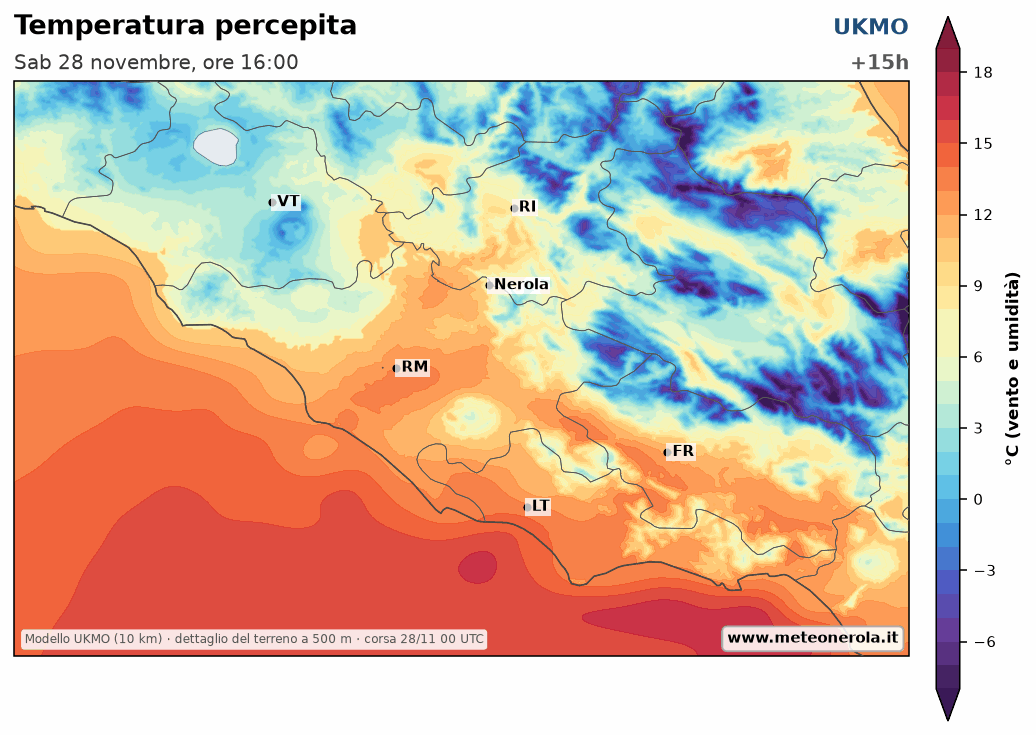 Temperatura percepita
UKMO
Sab 28 novembre, ore 16:00
+15h
VT
RI
Nerola
RM
FR
LT
18
15
12
9
6
3
0
−3
−6
°C (vento e umidità)
Modello UKMO (10 km) · dettaglio del terreno a 500 m · corsa 28/11 00 UTC
www.meteonerola.it